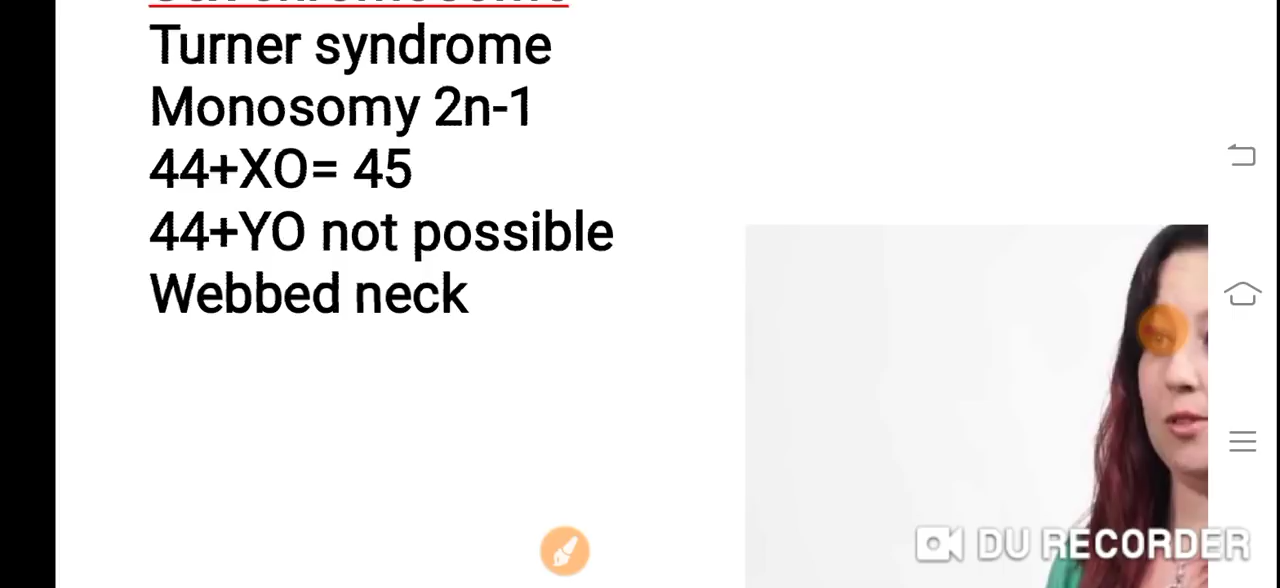 Turner syndrome
Monosomy 2n-1
44+XO= 45
44+YO not possible
Webbed neck
DU RECORDER